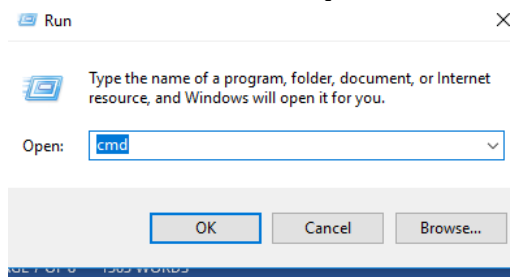 Run
Type the name of a program, folder, document, or Internet
resource, and Windows will open it for you.
Open: cmd
OK Cancel Browse...